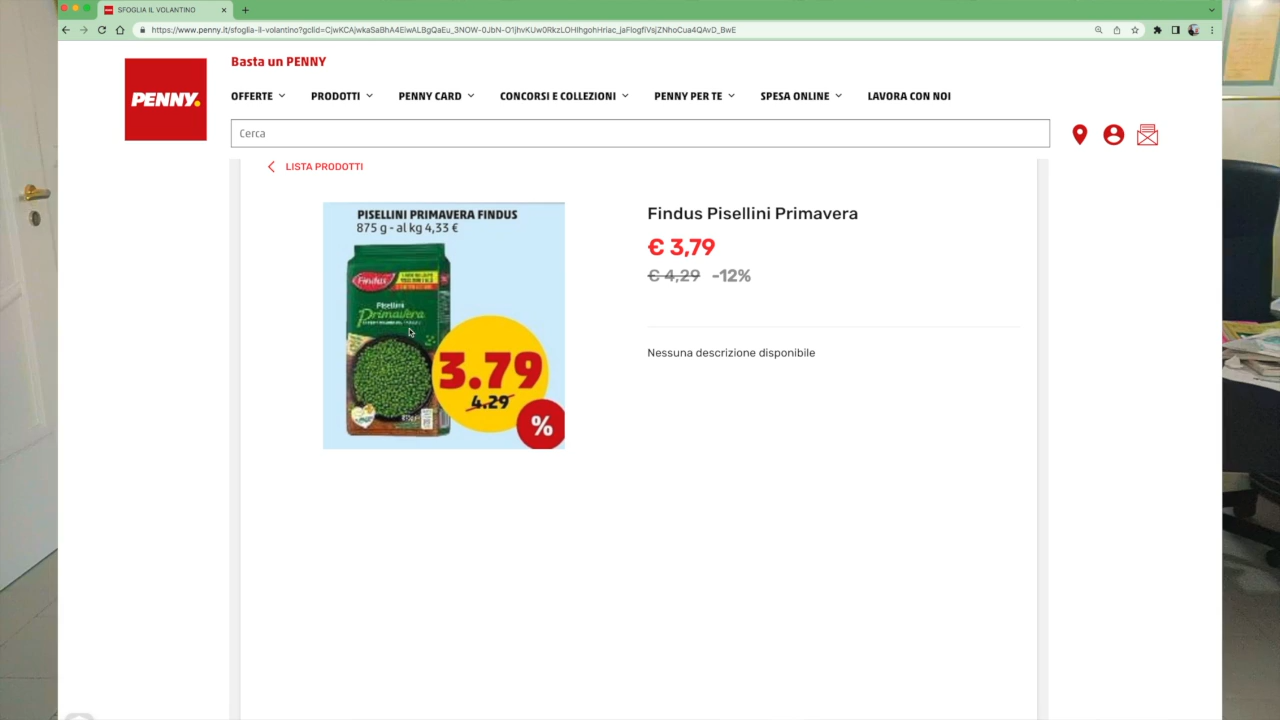 SFOGLIA IL VOLANTINO
Basta un PENNY
PENNY.
OFFERTE
PRODOTTI
PENNY CARD
CONCORSI E COLLEZIONI
PENNY PER TE
SPESA ONLINE
LAVORA CON NOI
Cerca
LISTA PRODOTTI
PISELLINI PRIMAVERA FINDUS
875 g - al kg 4,33 €
Findus
Pisellini
Primavera
3.79
4.29
%
Findus Pisellini Primavera
€ 3,79
€ 4,29 -12%
Nessuna descrizione disponibile